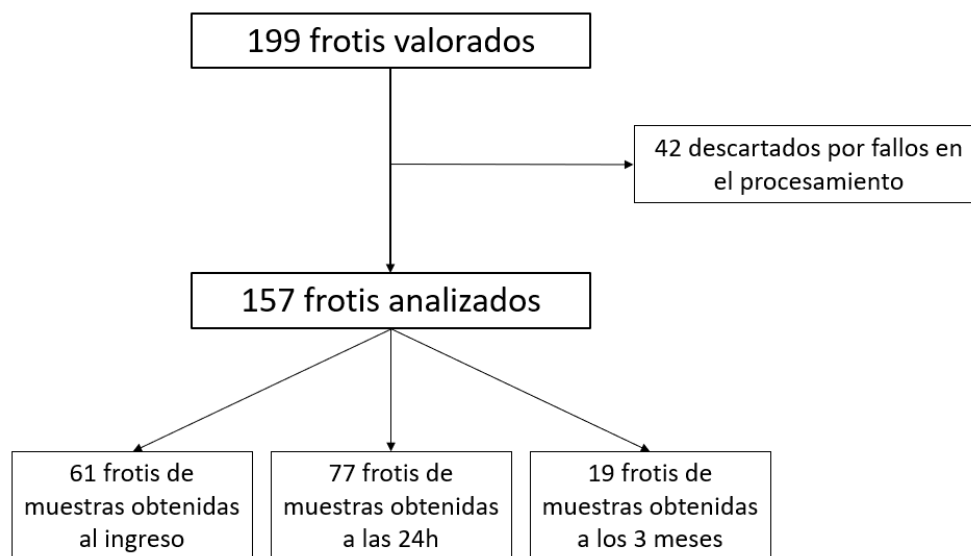 199 frotis valorados
42 descartados por fallos en
el procesamiento
157 frotis analizados
61 frotis de
muestras obtenidas
al ingreso
77 frotis de
muestras obtenidas
a las 24h
19 frotis de
muestras obtenidas
a los 3 meses